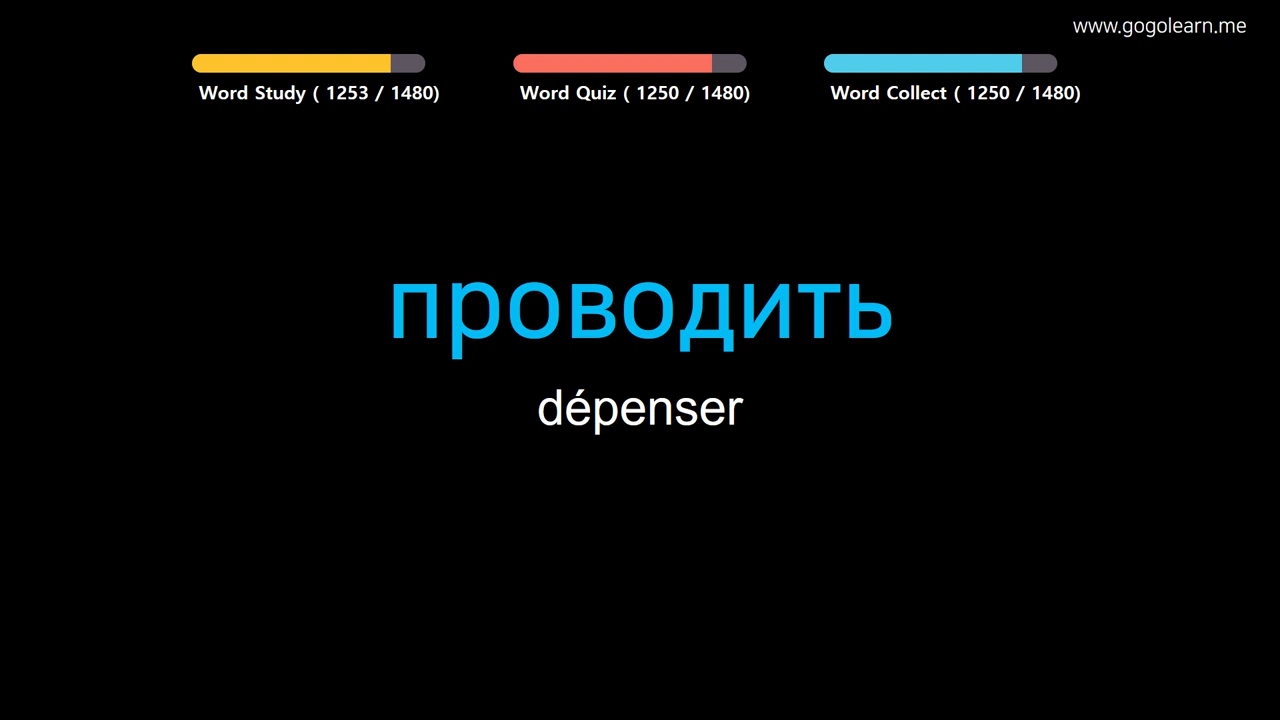 www.gogolearn.me
Word Study ( 1253 / 1480)
Word Quiz ( 1250 / 1480)
Word Collect ( 1250 / 1480)
проводить
dépenser